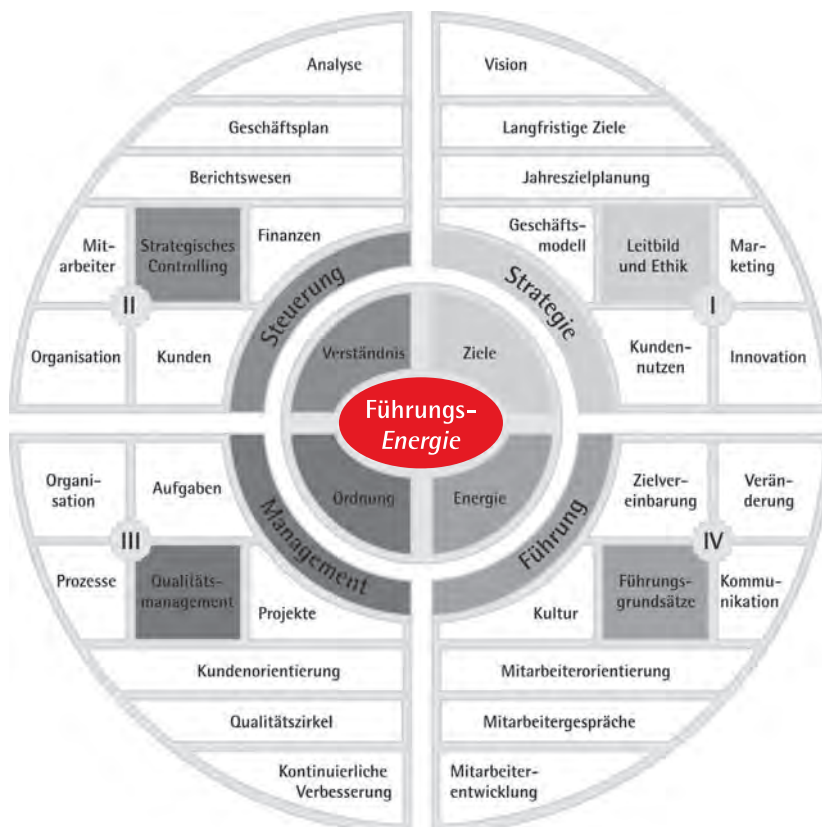 Analyse
Geschäftsplan
Berichtswesen
Mit-
arbeiter
Strategisches
Controlling
Finanzen
II
Organisation
Kunden
Steuerung
Vision
Langfristige Ziele
Jahreszielplanung
Geschäfts-
modell
Leitbild
und Ethik
Mar-
keting
I
Kunden-
nutzen
Innovation
Strategie
Verständnis
Ziele
Führungs-
Energie
Ordnung
Energie
Organi-
sation
Aufgaben
III
Prozesse
Qualitäts-
management
Projekte
Management
Kundenorientierung
Qualitätszirkel
Kontinuierliche
Verbesserung
Führung
Zielver-
einbarung
Verän-
derung
IV
Kultur
Führungs-
grundsätze
Kommu-
nikation
Mitarbeiterorientierung
Mitarbeitergespräche
Mitarbeiter-
entwicklung